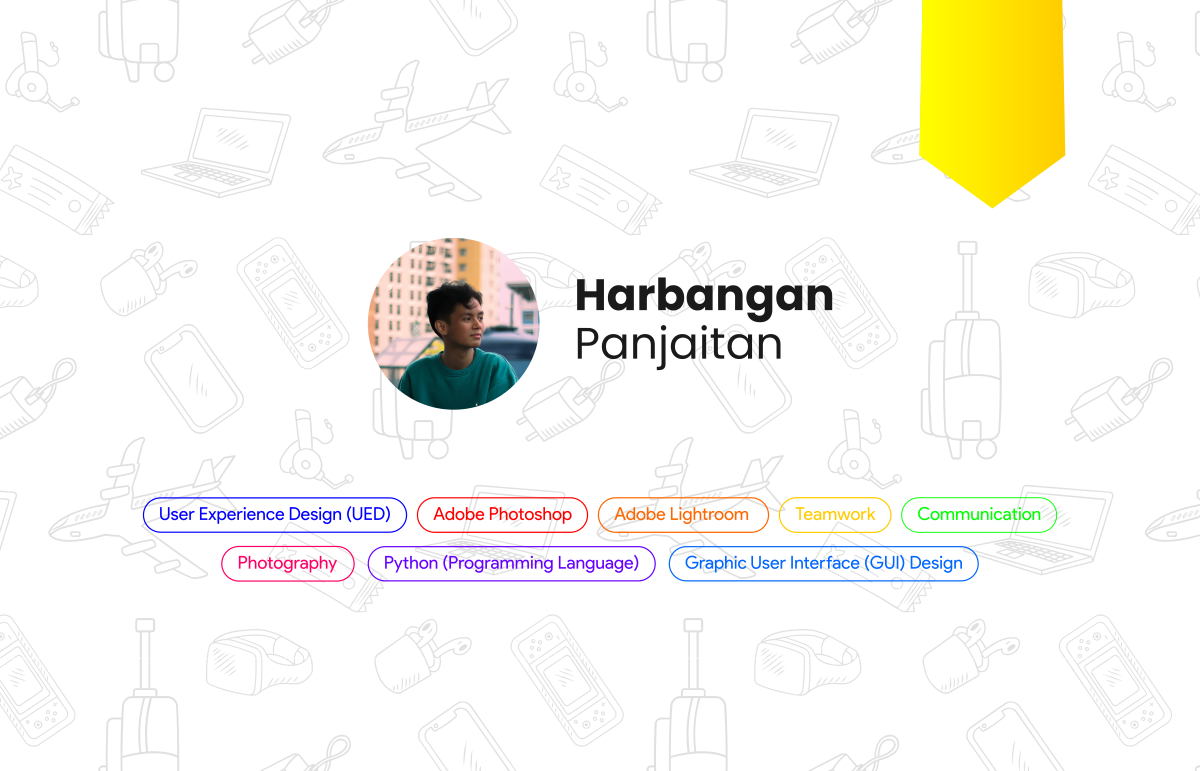 Harbangan
Panjaitan
User Experience Design (UED) Adobe Photoshop Adobe Lightroom Teamwork Communication
Photography Python (Programming Language) Graphic User Interface (GUI) Design